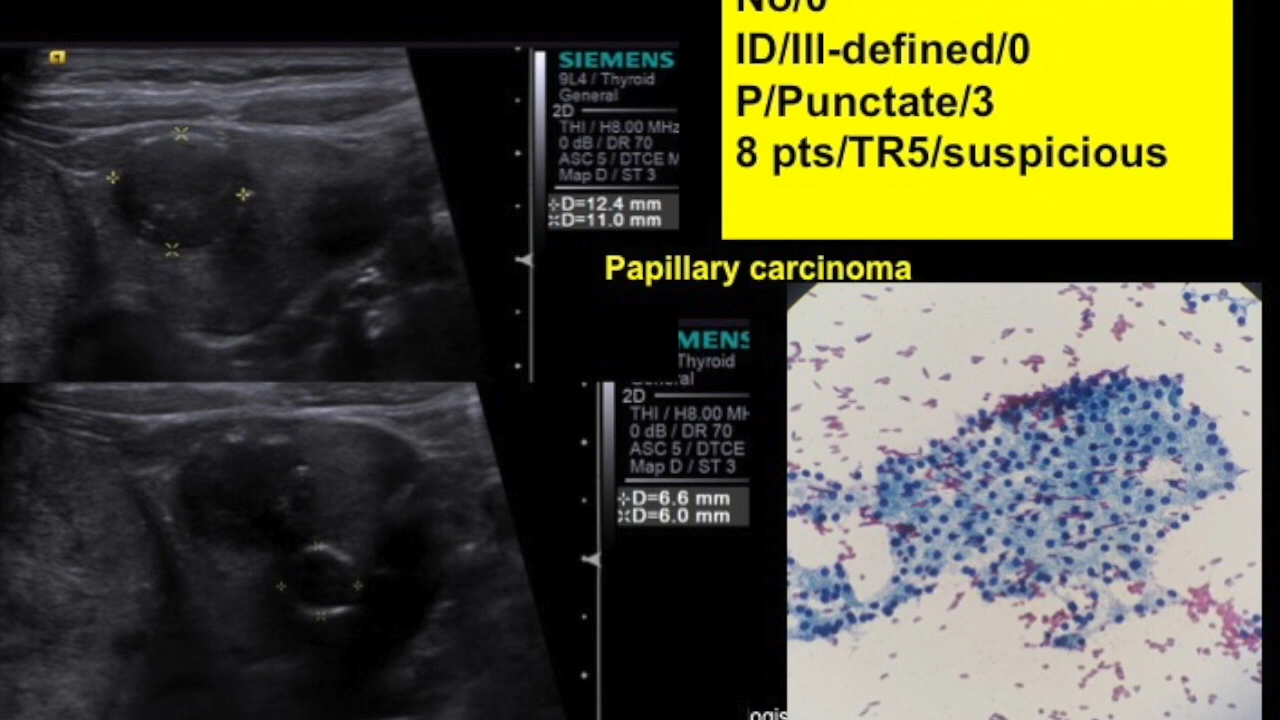 No/0
ID/Ill-defined/0
P/Punctate/3
8 pts/TR5/suspicious
SIEMENS
9L4 / Thyroid
General
2D
THI / H8.00 MHz
0 dB / DR 70
ASC 5 / DTCE M
Map D / ST 3
D=12.4 mm
D=11.0 mm
Papillary carcinoma
MENS
Thyroid
2D
THI / H8.00 MH
0 dB / DR 70
ASC 5 / DTCE
Map D / ST 3
D=6.6 mm
D=6.0 mm